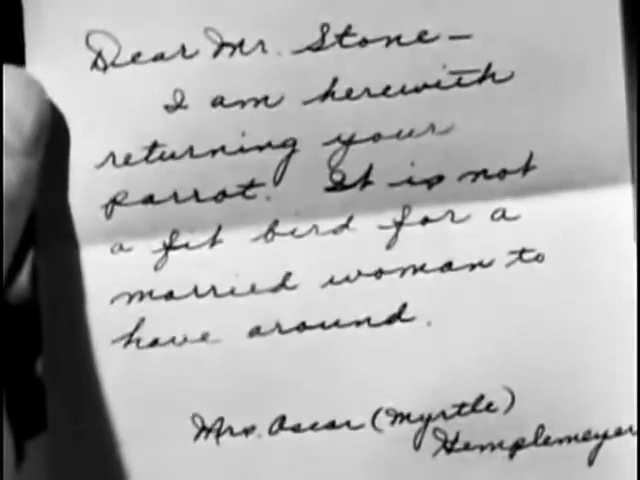 Dear Mr. Stone—
I am herewith
returning your
parrot. It is not
a fit bird for a
married woman to
have around.
Mrs. Oscar (Myrtle)
Hemplemeyer